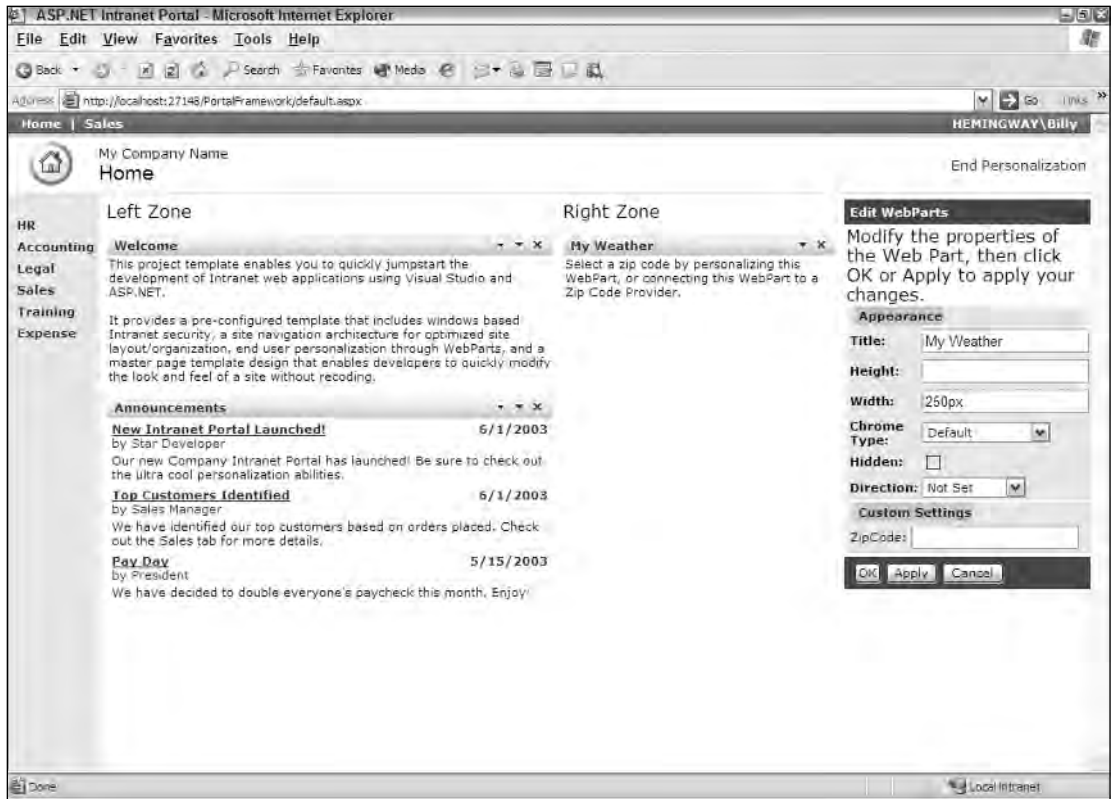 ASP.NET Intranet Portal - Microsoft Internet Explorer
File Edit View Favorites Tools Help
Back Search Favorites Media
Address http://localhost:27148/PortalFramework/default.aspx Go Links »
Home | Sales HEMINGWAY\Billy
My Company Name
Home
End Personalization
HR
Accounting
Legal
Sales
Training
Expense
Left Zone
Welcome
This project template enables you to quickly jumpstart the
development of Intranet web applications using Visual Studio and
ASP.NET.
It provides a pre-configured template that includes windows based
Intranet security, a site navigation architecture for optimized site
layout/organization, end user personalization through WebParts, and a
master page template design that enables developers to quickly modify
the look and feel of a site without recoding.
Announcements
New Intranet Portal Launched! 6/1/2003
by Star Developer
Our new Company Intranet Portal has launched! Be sure to check out
the ultra cool personalization abilities.
Top Customers Identified 6/1/2003
by Sales Manager
We have identified our top customers based on orders placed. Check
out the Sales tab for more details.
Pay Day 5/15/2003
by President
We have decided to double everyone's paycheck this month. Enjoy!
Right Zone
My Weather
Select a zip code by personalizing this
WebPart, or connecting this WebPart to a
Zip Code Provider.
Edit WebParts
Modify the properties of
the Web Part, then click
OK or Apply to apply your
changes.
Appearance
Title: My Weather
Height:
Width: 250px
Chrome
Type: Default
Hidden:
Direction: Not Set
Custom Settings
ZipCode:
OK Apply Cancel
Done Local intranet